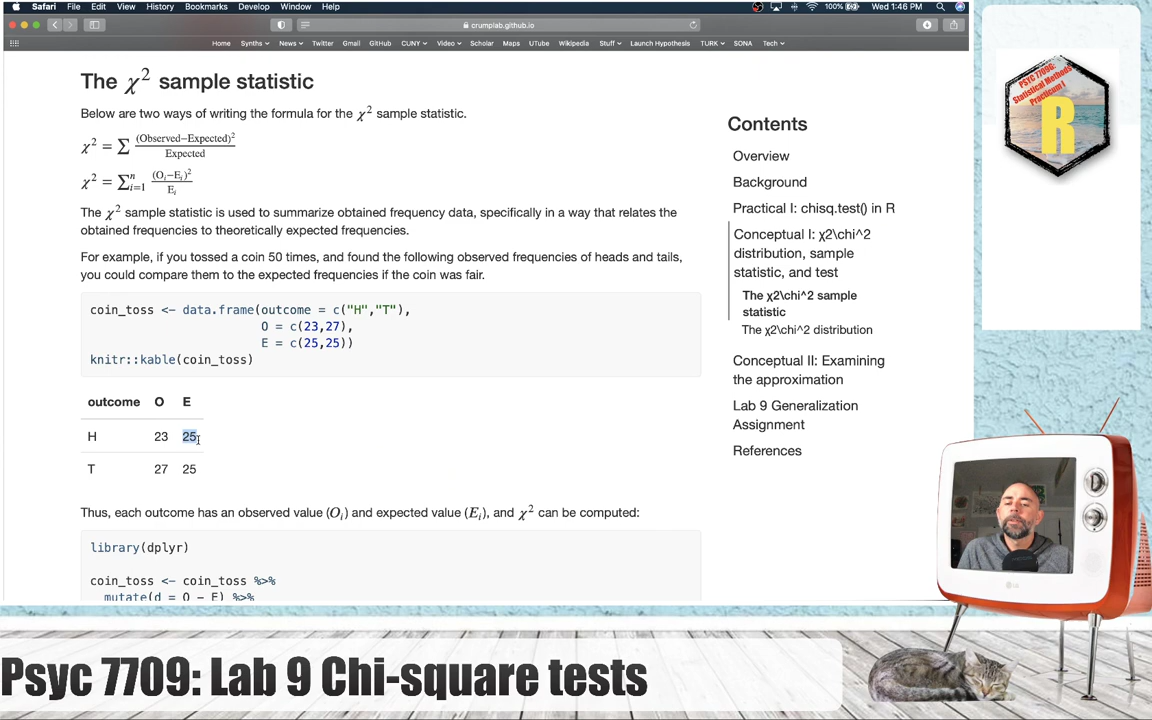 Safari File Edit View History Bookmarks Develop Window Help 100% Wed 1:46 PM
crumplab.github.io
Home Synths News Twitter Gmail GitHub CUNY Video Scholar Maps UTube Wikipedia Stuff Launch Hypothesis TURK SONA Tech
The χ² sample statistic
Below are two ways of writing the formula for the χ² sample statistic.
χ² = ∑ (Observed−Expected)² / Expected
χ² = ∑ⁿᵢ₌₁ (Oᵢ−Eᵢ)² / Eᵢ
The χ² sample statistic is used to summarize obtained frequency data, specifically in a way that relates the
obtained frequencies to theoretically expected frequencies.
For example, if you tossed a coin 50 times, and found the following observed frequencies of heads and tails,
you could compare them to the expected frequencies if the coin was fair.
coin_toss <- data.frame(outcome = c("H","T"),
O = c(23,27),
E = c(25,25))
knitr::kable(coin_toss)
outcome O E
H 23 25
T 27 25
Thus, each outcome has an observed value (Oᵢ) and expected value (Eᵢ), and χ² can be computed:
library(dplyr)
coin_toss <- coin_toss %>%
mutate(d = O - E) %>%
Contents
Overview
Background
Practical I: chisq.test() in R
Conceptual I: χ2\chi^2
distribution, sample
statistic, and test
The χ2\chi^2 sample
statistic
The χ2\chi^2 distribution
Conceptual II: Examining
the approximation
Lab 9 Generalization
Assignment
References
PSYC 7709G:
Statistical Methods
Practicum I
R
LG
Psyc 7709: Lab 9 Chi-square tests